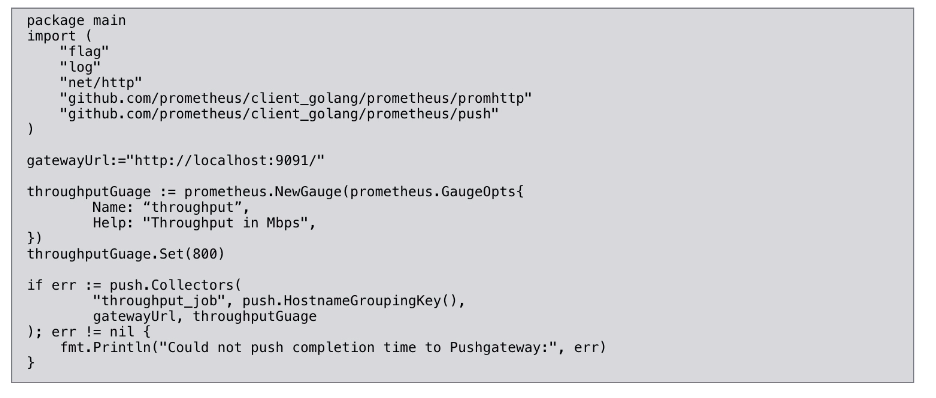 package main
import (
    "flag"
    "log"
    "net/http"
    "github.com/prometheus/client_golang/prometheus/promhttp"
    "github.com/prometheus/client_golang/prometheus/push"
)

gatewayUrl:="http://localhost:9091/"

throughputGuage := prometheus.NewGauge(prometheus.GaugeOpts{
        Name: “throughput”,
        Help: "Throughput in Mbps",
})
throughputGuage.Set(800)

if err := push.Collectors(
        "throughput_job", push.HostnameGroupingKey(),
        gatewayUrl, throughputGuage
); err != nil {
    fmt.Println("Could not push completion time to Pushgateway:", err)
}